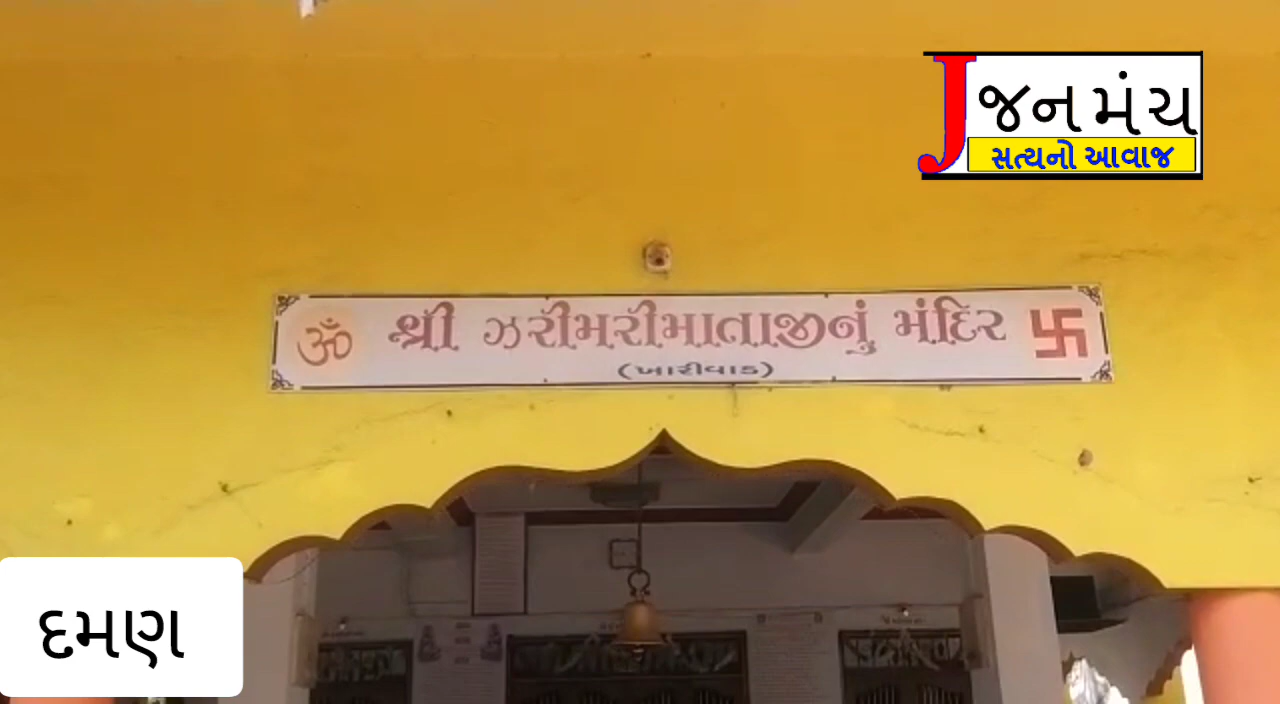 જનમંચ
સત્યનો આવાજ
ॐ શ્રી ઝરીમરીમાતાજીનું મંદિર 卐
(ખારીવાડ)
દમણ